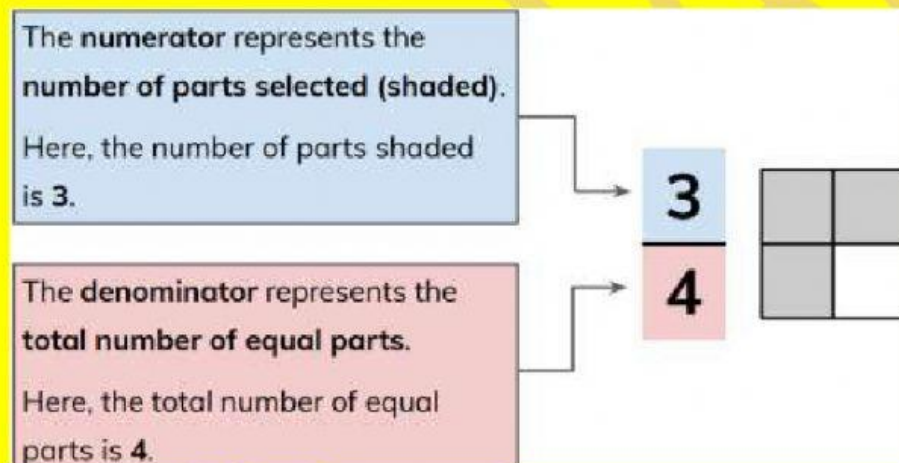 The numerator represents the
number of parts selected (shaded).
Here, the number of parts shaded
is 3.
3
4
The denominator represents the
total number of equal parts.
Here, the total number of equal
parts is 4.